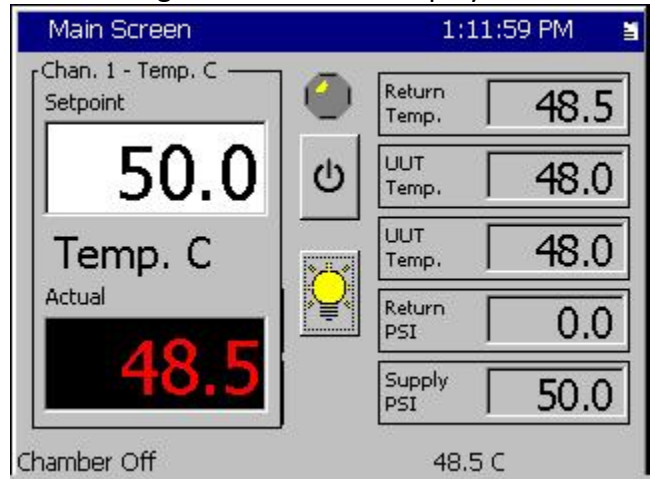 Main Screen 1:11:59 PM
Chan. 1 - Temp. C
Setpoint
50.0
Temp. C
Actual
48.5
Return
Temp.
48.5
UUT
Temp.
48.0
UUT
Temp.
48.0
Return
PSI
0.0
Supply
PSI
50.0
Chamber Off 48.5 C